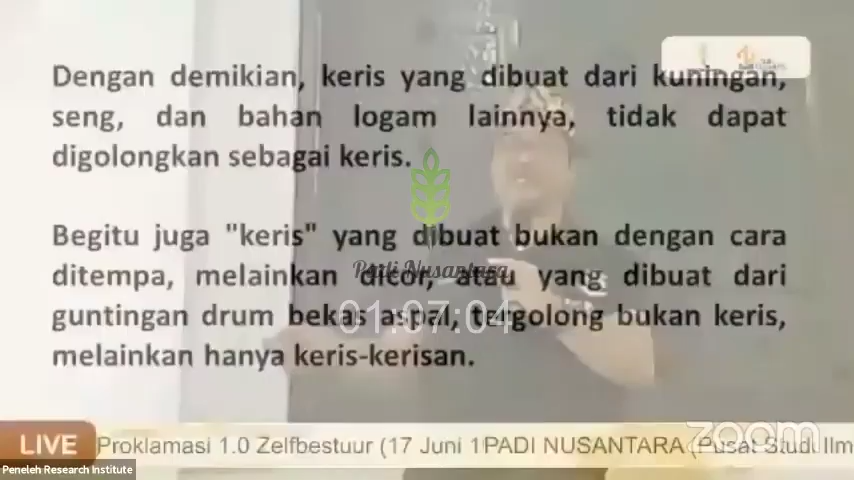 Dengan demikian, keris yang dibuat dari kuningan,
seng, dan bahan logam lainnya, tidak dapat
digolongkan sebagai keris.
Begitu juga "keris" yang dibuat bukan dengan cara
ditempa, melainkan dicor, atau yang dibuat dari
guntingan drum bekas aspal, tergolong bukan keris,
melainkan hanya keris-kerisan.
Padi Nusantara
01:07:04
zoom
LIVE
Proklamasi 1.0 Zelfbestuur (17 Juni 1PADI NUSANTARA (Pusat Studi Ilm
Peneleh Research Institute